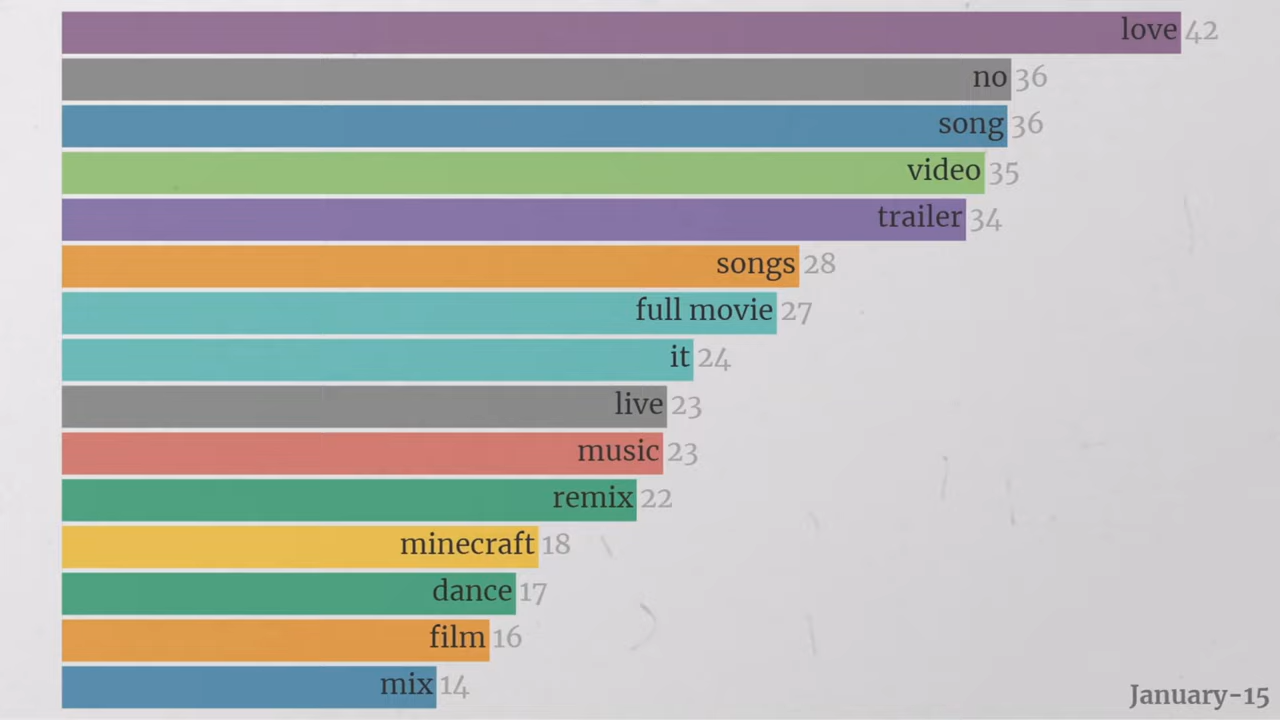 love 42
no 36
song 36
video 35
trailer 34
songs 28
full movie 27
it 24
live 23
music 23
remix 22
minecraft 18
dance 17
film 16
mix 14
January-15